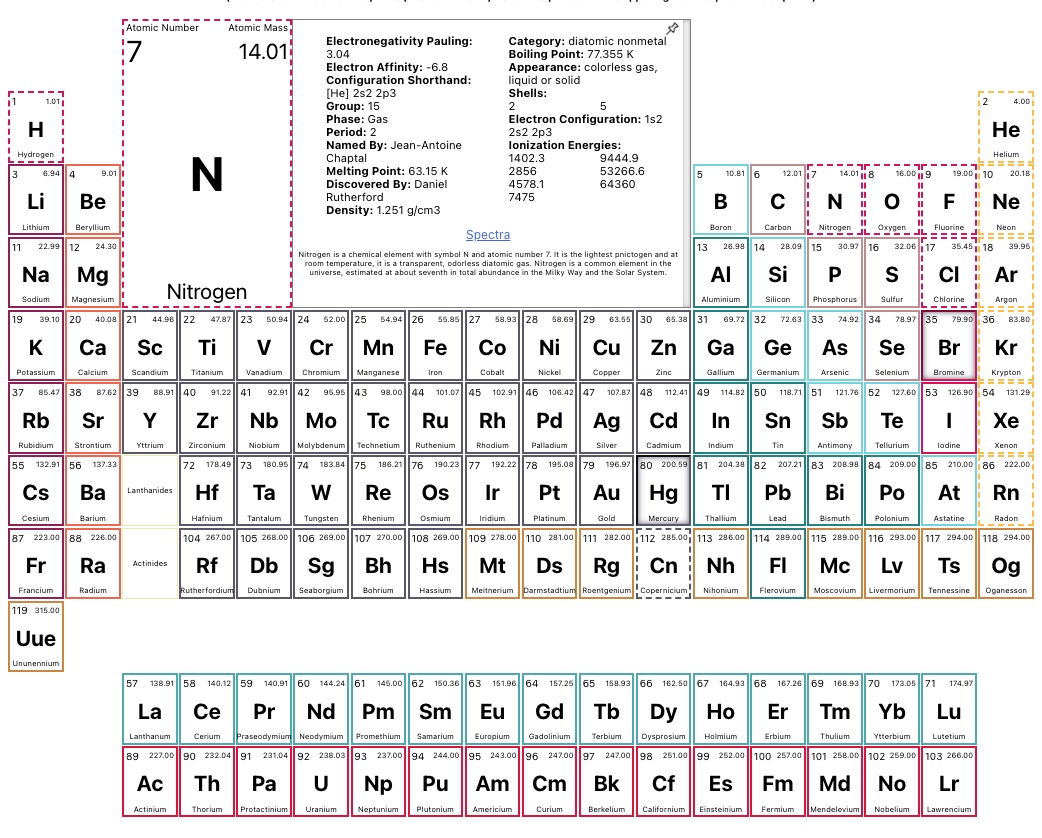 Atomic Number Atomic Mass
7 14.01
N
Nitrogen
Electronegativity Pauling:
3.04
Electron Affinity: -6.8
Configuration Shorthand:
[He] 2s2 2p3
Group: 15
Phase: Gas
Period: 2
Named By: Jean-Antoine
Chaptal
Melting Point: 63.15 K
Discovered By: Daniel
Rutherford
Density: 1.251 g/cm3
Category: diatomic nonmetal
Boiling Point: 77.355 K
Appearance: colorless gas,
liquid or solid
Shells:
2 5
Electron Configuration: 1s2
2s2 2p3
Ionization Energies:
1402.3 9444.9
2856 53266.6
4578.1 64360
7475
Spectra
Nitrogen is a chemical element with symbol N and atomic number 7. It is the lightest pnictogen and at
room temperature, it is a transparent, odorless diatomic gas. Nitrogen is a common element in the
universe, estimated at about seventh in total abundance in the Milky Way and the Solar System.
1 1.01 2 4.00
H He
Hydrogen Helium
3 6.94 4 9.01 5 10.81 6 12.01 7 14.01 8 16.00 9 19.00 10 20.18
Li Be B C N O F Ne
Lithium Beryllium Boron Carbon Nitrogen Oxygen Fluorine Neon
11 22.99 12 24.30 13 26.98 14 28.09 15 30.97 16 32.06 17 35.45 18 39.95
Na Mg Al Si P S Cl Ar
Sodium Magnesium Aluminium Silicon Phosphorus Sulfur Chlorine Argon
19 39.10 20 40.08 21 44.96 22 47.87 23 50.94 24 52.00 25 54.94 26 55.85 27 58.93 28 58.69 29 63.55 30 65.38 31 69.72 32 72.63 33 74.92 34 78.97 35 79.90 36 83.80
K Ca Sc Ti V Cr Mn Fe Co Ni Cu Zn Ga Ge As Se Br Kr
Potassium Calcium Scandium Titanium Vanadium Chromium Manganese Iron Cobalt Nickel Copper Zinc Gallium Germanium Arsenic Selenium Bromine Krypton
37 85.47 38 87.62 39 88.91 40 91.22 41 92.91 42 95.95 43 98.00 44 101.07 45 102.91 46 106.42 47 107.87 48 112.41 49 114.82 50 118.71 51 121.76 52 127.60 53 126.90 54 131.29
Rb Sr Y Zr Nb Mo Tc Ru Rh Pd Ag Cd In Sn Sb Te I Xe
Rubidium Strontium Yttrium Zirconium Niobium Molybdenum Technetium Ruthenium Rhodium Palladium Silver Cadmium Indium Tin Antimony Tellurium Iodine Xenon
55 132.91 56 137.33 72 178.49 73 180.95 74 183.84 75 186.21 76 190.23 77 192.22 78 195.08 79 196.97 80 200.59 81 204.38 82 207.21 83 208.98 84 209.00 85 210.00 86 222.00
Cs Ba Lanthanides Hf Ta W Re Os Ir Pt Au Hg Tl Pb Bi Po At Rn
Cesium Barium Hafnium Tantalum Tungsten Rhenium Osmium Iridium Platinum Gold Mercury Thallium Lead Bismuth Polonium Astatine Radon
87 223.00 88 226.00 104 267.00 105 268.00 106 269.00 107 270.00 108 269.00 109 278.00 110 281.00 111 282.00 112 285.00 113 286.00 114 289.00 115 289.00 116 293.00 117 294.00 118 294.00
Fr Ra Actinides Rf Db Sg Bh Hs Mt Ds Rg Cn Nh Fl Mc Lv Ts Og
Francium Radium Rutherfordium Dubnium Seaborgium Bohrium Hassium Meitnerium Darmstadtium Roentgenium Copernicium Nihonium Flerovium Moscovium Livermorium Tennessine Oganesson
119 315.00
Uue
Ununennium
57 138.91 58 140.12 59 140.91 60 144.24 61 145.00 62 150.36 63 151.96 64 157.25 65 158.93 66 162.50 67 164.93 68 167.26 69 168.93 70 173.05 71 174.97
La Ce Pr Nd Pm Sm Eu Gd Tb Dy Ho Er Tm Yb Lu
Lanthanum Cerium Praseodymium Neodymium Promethium Samarium Europium Gadolinium Terbium Dysprosium Holmium Erbium Thulium Ytterbium Lutetium
89 227.00 90 232.04 91 231.04 92 238.03 93 237.00 94 244.00 95 243.00 96 247.00 97 247.00 98 251.00 99 252.00 100 257.00 101 258.00 102 259.00 103 266.00
Ac Th Pa U Np Pu Am Cm Bk Cf Es Fm Md No Lr
Actinium Thorium Protactinium Uranium Neptunium Plutonium Americium Curium Berkelium Californium Einsteinium Fermium Mendelevium Nobelium Lawrencium